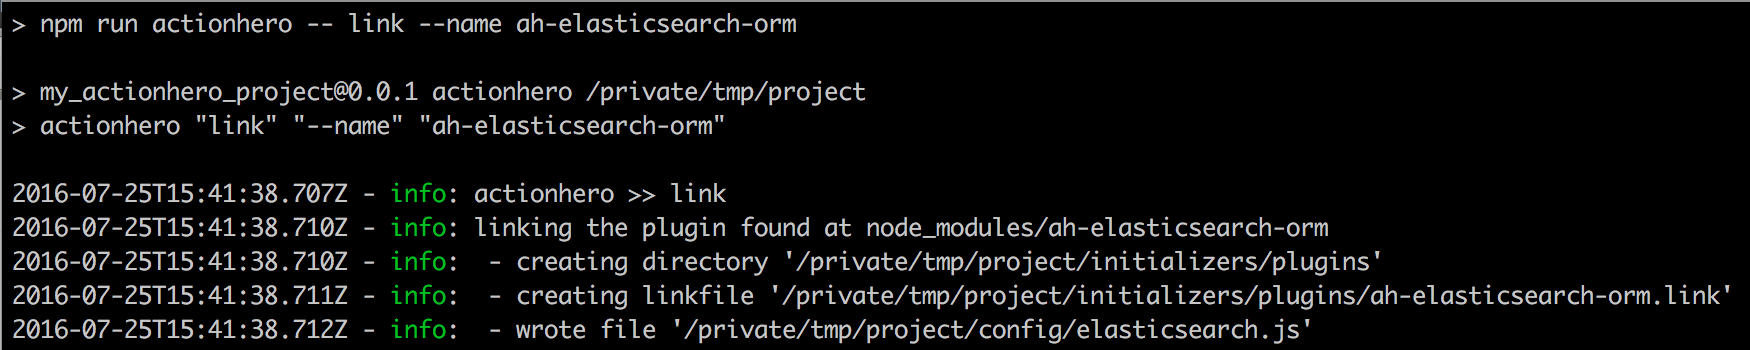 > npm run actionhero -- link --name ah-elasticsearch-orm
> my_actionhero_project@0.0.1 actionhero /private/tmp/project
> actionhero "link" "--name" "ah-elasticsearch-orm"
2016-07-25T15:41:38.707Z - info: actionhero >> link
2016-07-25T15:41:38.710Z - info: linking the plugin found at node_modules/ah-elasticsearch-orm
2016-07-25T15:41:38.710Z - info:  - creating directory '/private/tmp/project/initializers/plugins'
2016-07-25T15:41:38.711Z - info:  - creating linkfile '/private/tmp/project/initializers/plugins/ah-elasticsearch-orm.link'
2016-07-25T15:41:38.712Z - info:  - wrote file '/private/tmp/project/config/elasticsearch.js'